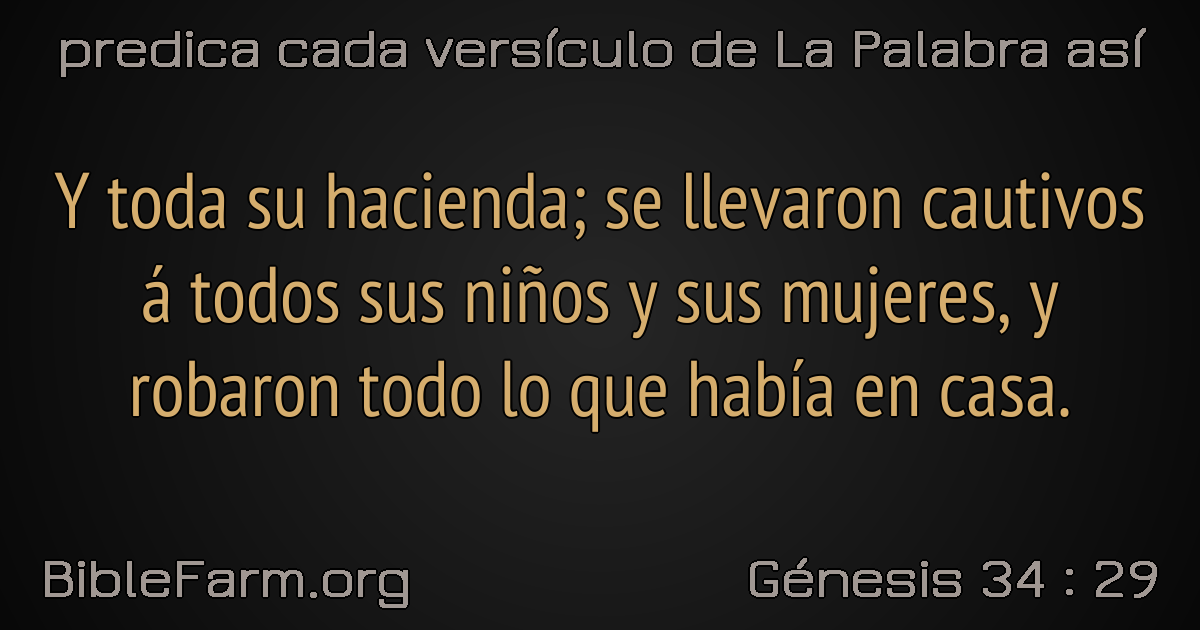 predica cada versículo de La Palabra así
Y toda su hacienda; se llevaron cautivos
á todos sus niños y sus mujeres, y
robaron todo lo que había en casa.
BibleFarm.org
Génesis 34 : 29